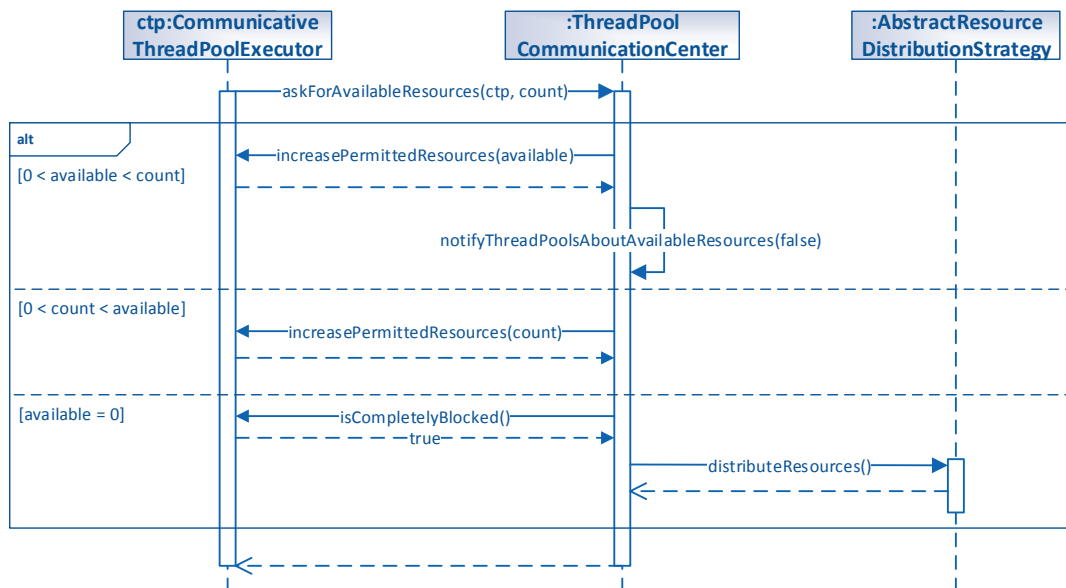 ctp:Communicative
ThreadPoolExecutor
:ThreadPool
CommunicationCenter
:AbstractResource
DistributionStrategy
askForAvailableResources(ctp, count)
alt
increasePermittedResources(available)
[0 < available < count]
notifyThreadPoolsAboutAvailableResources(false)
[0 < count < available]
increasePermittedResources(count)
[available = 0]
isCompletelyBlocked()
true
distributeResources()